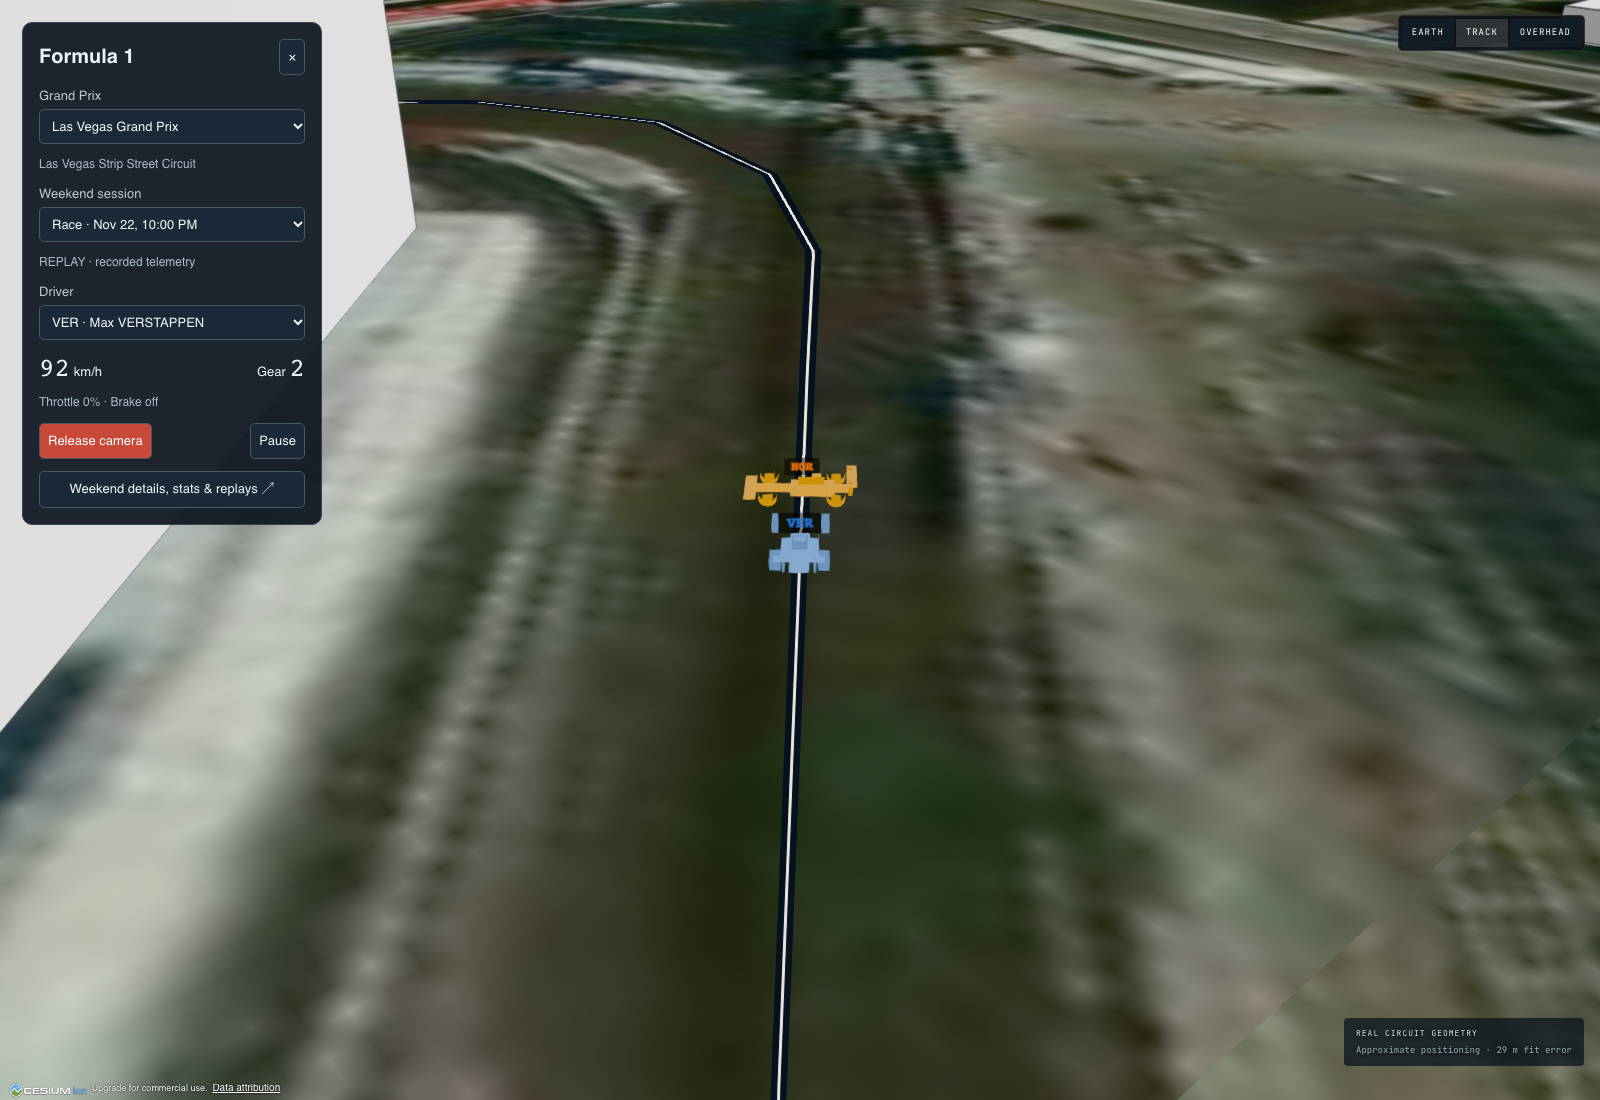 Formula 1
×
Grand Prix
Las Vegas Grand Prix
Las Vegas Strip Street Circuit
Weekend session
Race · Nov 22, 10:00 PM
REPLAY · recorded telemetry
Driver
VER · Max VERSTAPPEN
92 km/h
Gear 2
Throttle 0% · Brake off
Release camera
Pause
Weekend details, stats & replays ↗
EARTH
TRACK
OVERHEAD
NOR
VER
REAL CIRCUIT GEOMETRY
Approximate positioning · 29 m fit error
CESIUM ion
Upgrade for commercial use. Data attribution